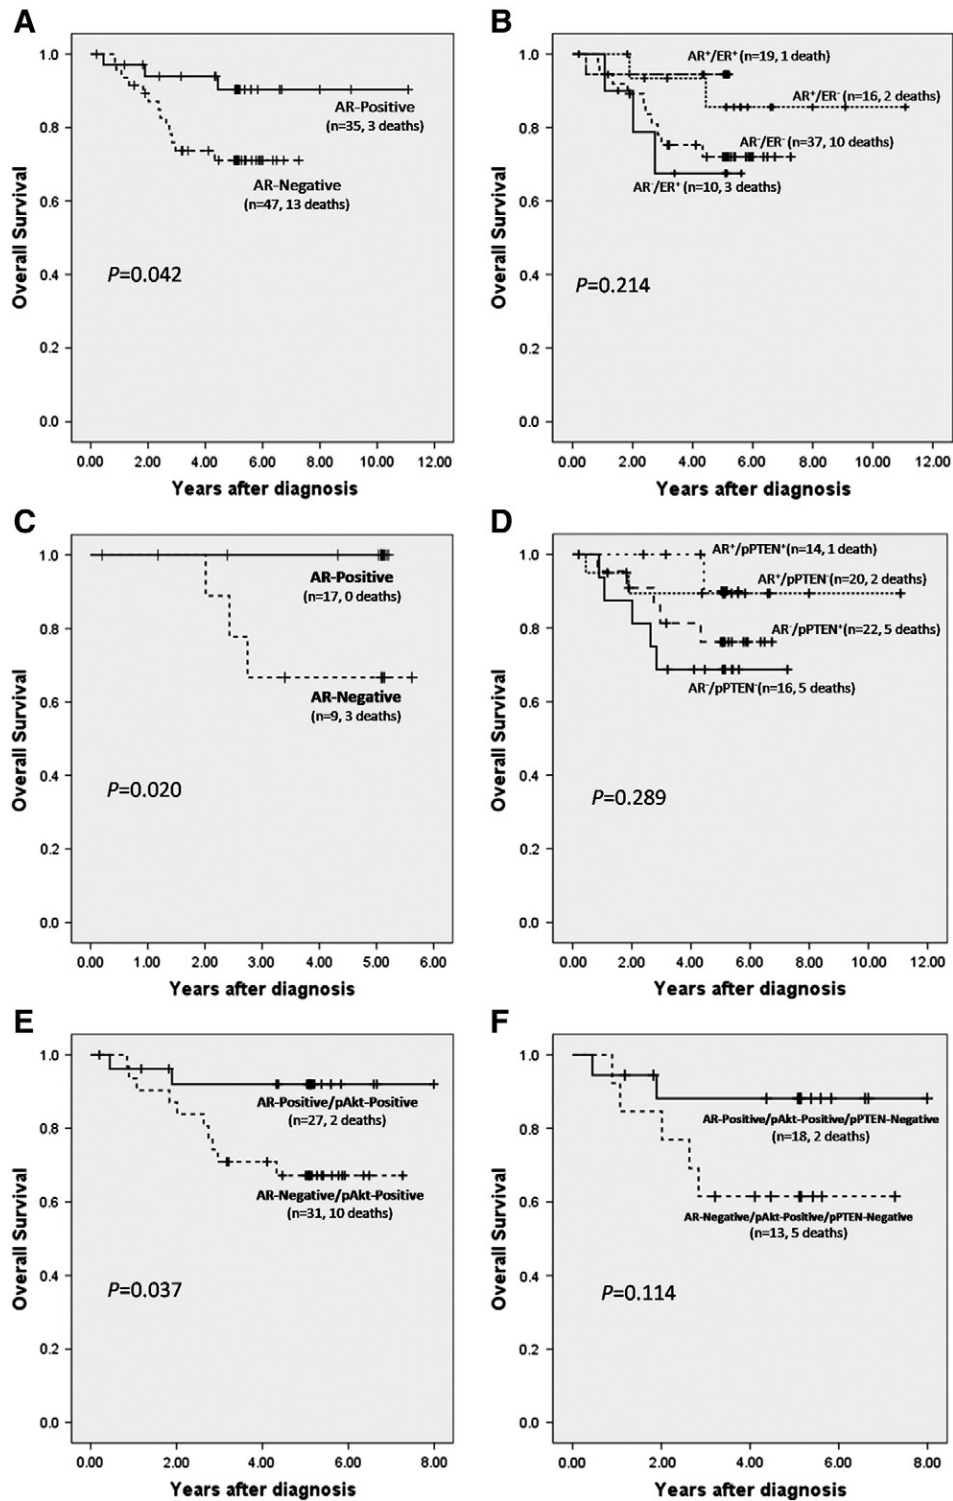 A
1.0
0.8
0.6
0.4
0.2
0.0
Overall Survival
AR-Positive
(n=35, 3 deaths)
AR-Negative
(n=47, 13 deaths)
P=0.042
0.00 2.00 4.00 6.00 8.00 10.00 12.00
Years after diagnosis
B
1.0
0.8
0.6
0.4
0.2
0.0
Overall Survival
AR⁺/ER⁺(n=19, 1 death)
AR⁺/ER⁻(n=16, 2 deaths)
AR⁻/ER⁻(n=37, 10 deaths)
AR⁻/ER⁺(n=10, 3 deaths)
P=0.214
0.00 2.00 4.00 6.00 8.00 10.00 12.00
Years after diagnosis
C
1.0
0.8
0.6
0.4
0.2
0.0
Overall Survival
AR-Positive
(n=17, 0 deaths)
AR-Negative
(n=9, 3 deaths)
P=0.020
0.00 1.00 2.00 3.00 4.00 5.00 6.00
Years after diagnosis
D
1.0
0.8
0.6
0.4
0.2
0.0
Overall Survival
AR⁺/pPTEN⁺(n=14, 1 death)
AR⁺/pPTEN⁻(n=20, 2 deaths)
AR⁻/pPTEN⁺(n=22, 5 deaths)
AR⁻/pPTEN⁻(n=16, 5 deaths)
P=0.289
0.00 2.00 4.00 6.00 8.00 10.00 12.00
Years after diagnosis
E
1.0
0.8
0.6
0.4
0.2
0.0
Overall Survival
AR-Positive/pAkt-Positive
(n=27, 2 deaths)
AR-Negative/pAkt-Positive
(n=31, 10 deaths)
P=0.037
0.00 2.00 4.00 6.00 8.00
Years after diagnosis
F
1.0
0.8
0.6
0.4
0.2
0.0
Overall Survival
AR-Positive/pAkt-Positive/pPTEN-Negative
(n=18, 2 deaths)
AR-Negative/pAkt-Positive/pPTEN-Negative
(n=13, 5 deaths)
P=0.114
0.00 2.00 4.00 6.00 8.00
Years after diagnosis